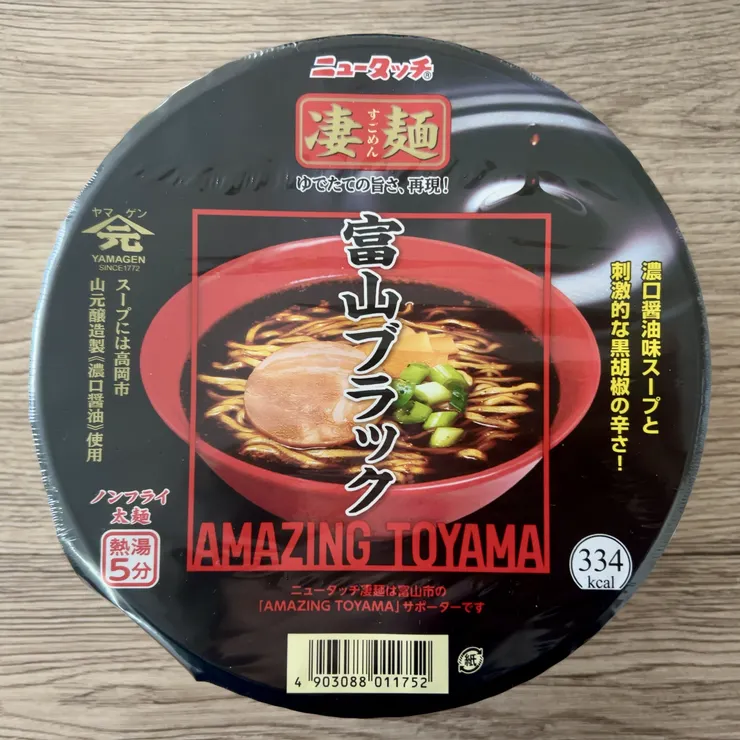 ニュータッチ®
凄麺
すごめん
ゆでたての旨さ、再現!
ヤマ ゲン
元
YAMAGEN
SINCE1772
スープには高岡市
山元醸造製《濃口醤油》使用
富山ブラック
濃口醤油味スープと
刺激的な黒胡椒の辛さ!
ノンフライ
太麺
熱湯
5分
AMAZING TOYAMA
334
kcal
ニュータッチ凄麺は富山市の
「AMAZING TOYAMA」サポーターです
4 903088 011752
紙